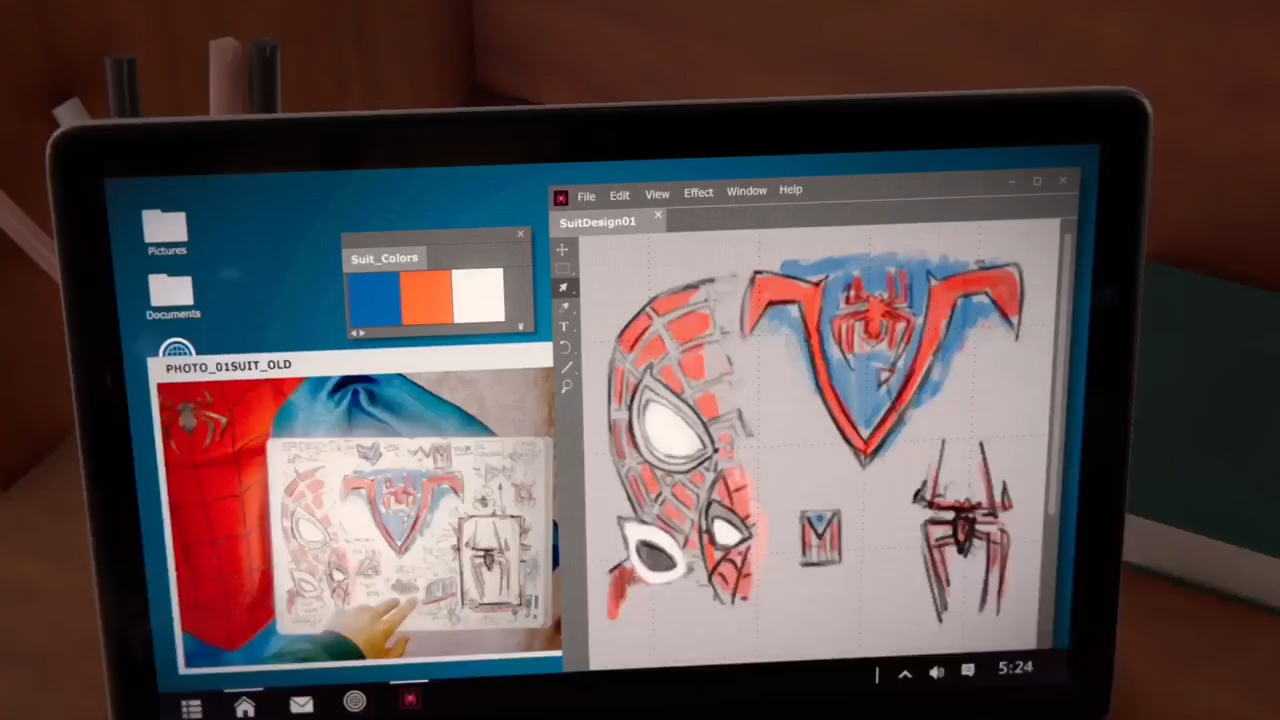 File Edit View Effect Window Help
SuitDesign01
Pictures
Suit_Colors
Documents
T
PHOTO_01SUIT_OLD
5:24